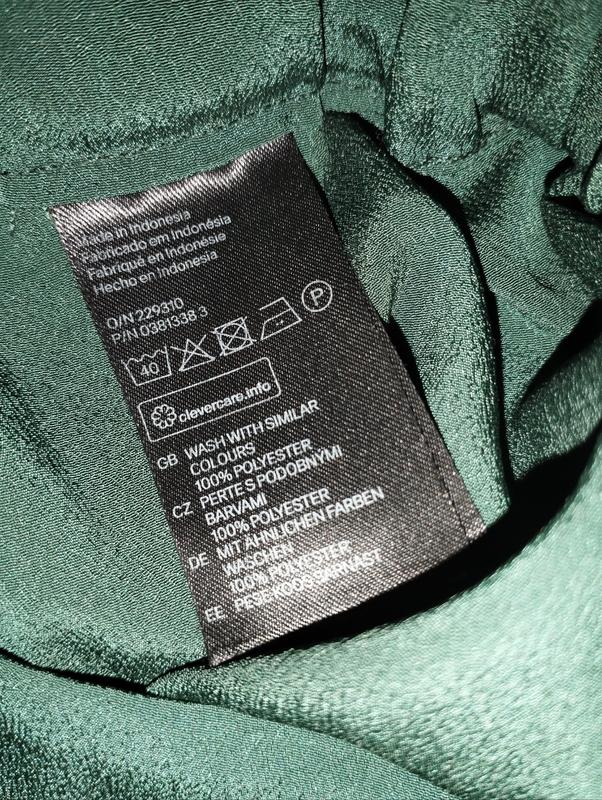 Made in Indonesia
Fabricado em Indonésia
Fabriqué en Indonésie
Hecho en Indonesia
O/N 229310
P/N 0381338 3
40
P
clevercare.info
GB WASH WITH SIMILAR
COLOURS
100% POLYESTER
CZ PERTE S PODOBNÝMI
BARVAMI
100% POLYESTER
DE MIT ÄHNLICHEN FARBEN
WASCHEN
100% POLYESTER
EE PESE KOOS SARNAST